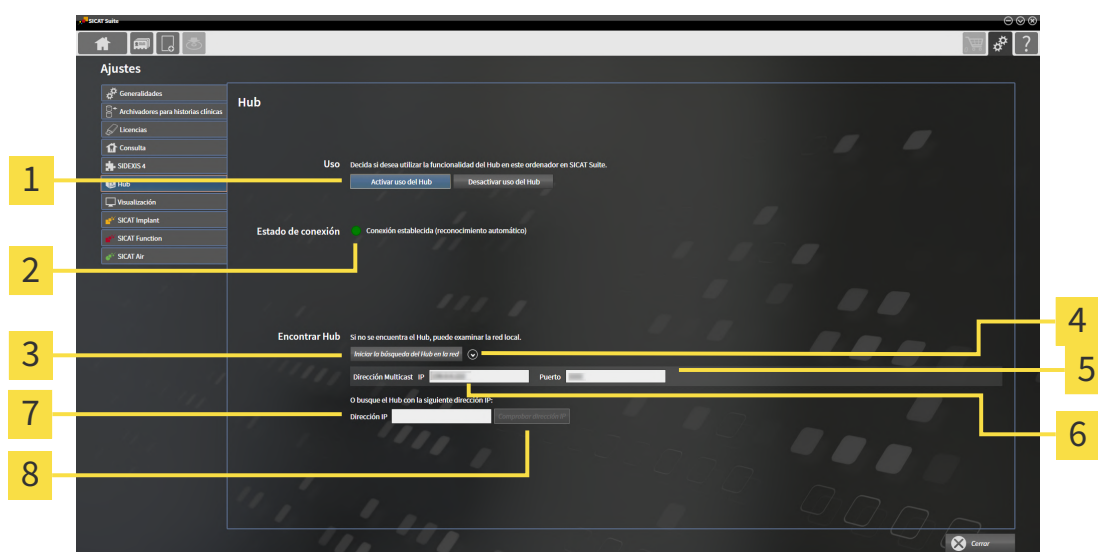 SICAT Suite
?
Ajustes
Generalidades
Archivadores para historias clínicas
Licencias
Consulta
SIDEXIS 4
Hub
Visualización
SICAT Implant
SICAT Function
SICAT Air
Hub
Uso Decida si desea utilizar la funcionalidad del Hub en este ordenador en SICAT Suite.
Activar uso del Hub Desactivar uso del Hub
Estado de conexión Conexión establecida (reconocimiento automático)
Encontrar Hub Si no se encuentra el Hub, puede examinar la red local.
Iniciar la búsqueda del Hub en la red
Dirección Multicast IP Puerto
O busque el Hub con la siguiente dirección IP:
Dirección IP Comprobar dirección IP
Cerrar
1
2
3
4
5
6
7
8